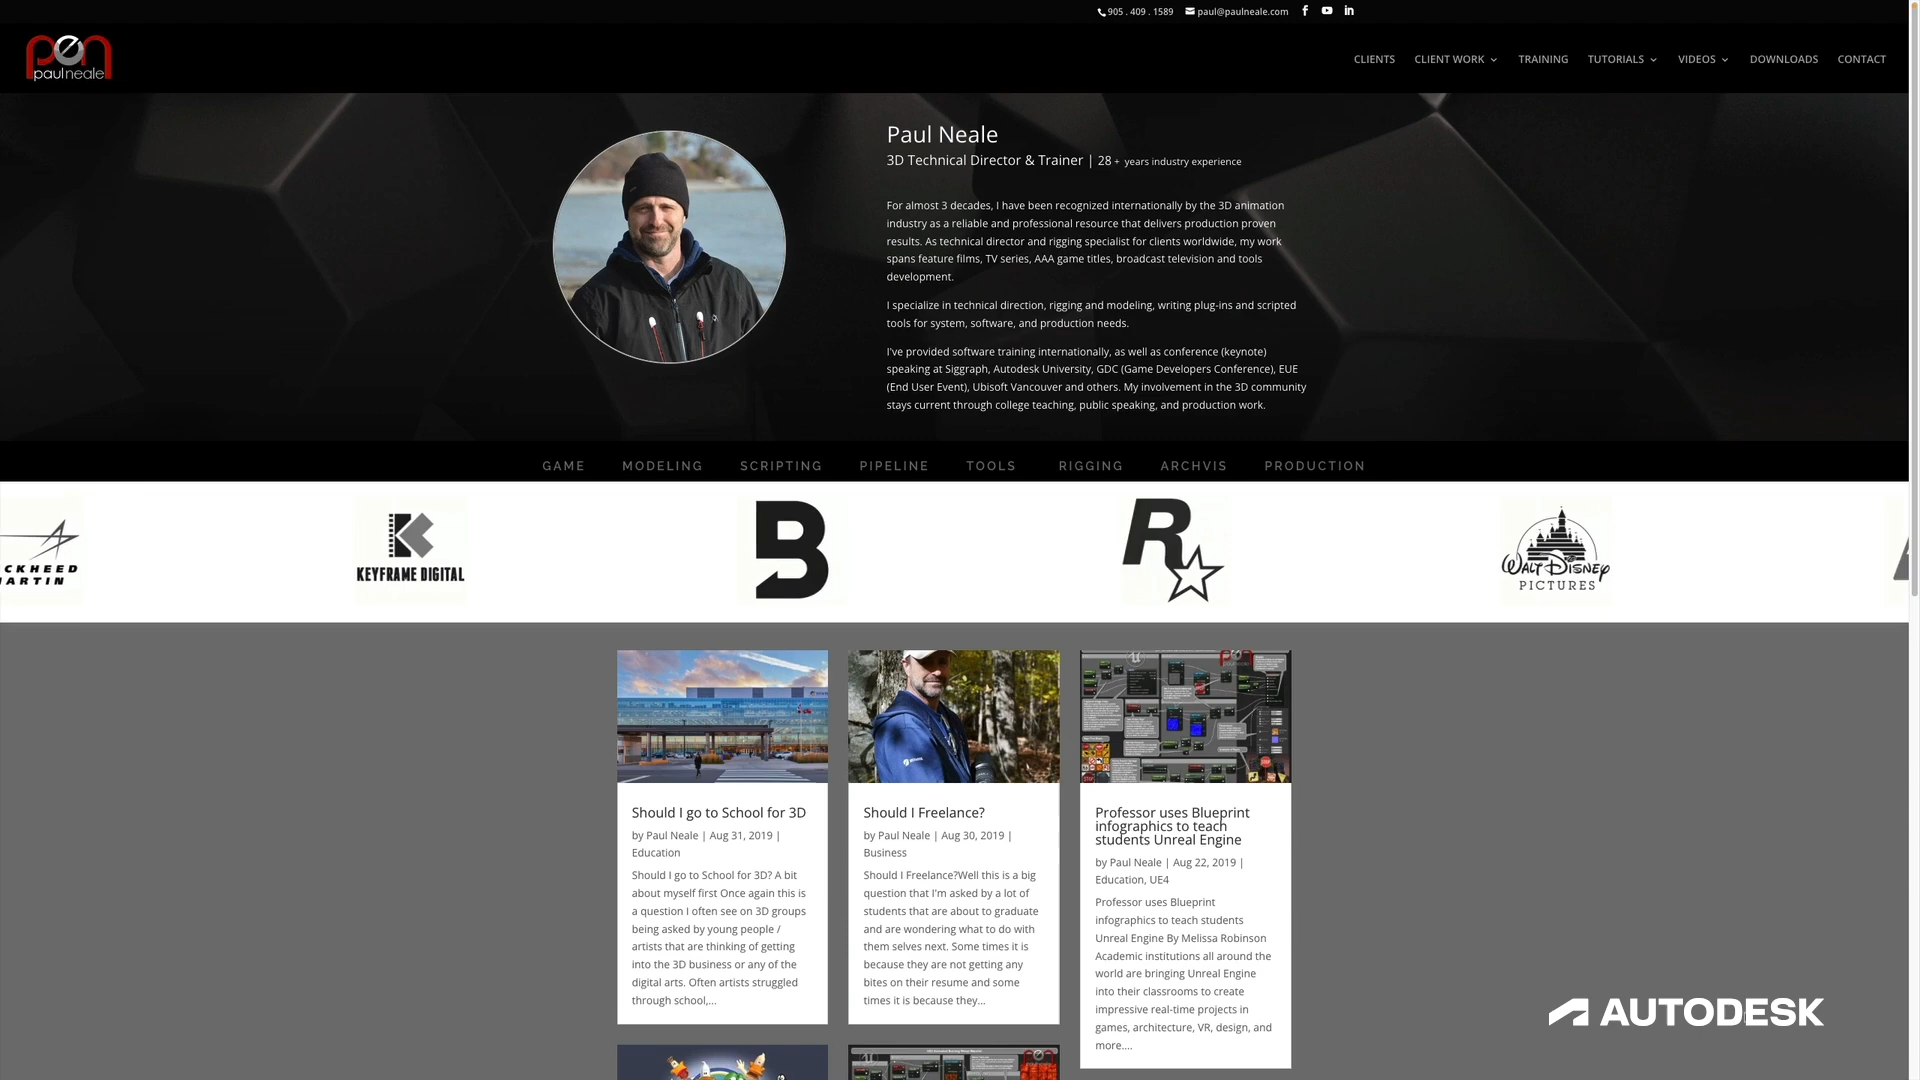 905 . 409 . 1589 paul@paulneale.com
pen
paulneale
CLIENTS CLIENT WORK TRAINING TUTORIALS VIDEOS DOWNLOADS CONTACT
Paul Neale
3D Technical Director & Trainer | 28 + years industry experience
For almost 3 decades, I have been recognized internationally by the 3D animation
industry as a reliable and professional resource that delivers production proven
results. As technical director and rigging specialist for clients worldwide, my work
spans feature films, TV series, AAA game titles, broadcast television and tools
development.
I specialize in technical direction, rigging and modeling, writing plug-ins and scripted
tools for system, software, and production needs.
I've provided software training internationally, as well as conference (keynote)
speaking at Siggraph, Autodesk University, GDC (Game Developers Conference), EUE
(End User Event), Ubisoft Vancouver and others. My involvement in the 3D community
stays current through college teaching, public speaking, and production work.
GAME MODELING SCRIPTING PIPELINE TOOLS RIGGING ARCHVIS PRODUCTION
CKHEED
MARTIN
KEYFRAME DIGITAL
B
R
WALT DISNEY
PICTURES
Should I go to School for 3D
by Paul Neale | Aug 31, 2019 |
Education
Should I go to School for 3D? A bit
about myself first Once again this is
a question I often see on 3D groups
being asked by young people /
artists that are thinking of getting
into the 3D business or any of the
digital arts. Often artists struggled
through school,...
Should I Freelance?
by Paul Neale | Aug 30, 2019 |
Business
Should I Freelance?Well this is a big
question that I'm asked by a lot of
students that are about to graduate
and are wondering what to do with
them selves next. Some times it is
because they are not getting any
bites on their resume and some
times it is because they...
Professor uses Blueprint
infographics to teach
students Unreal Engine
by Paul Neale | Aug 22, 2019 |
Education, UE4
Professor uses Blueprint
infographics to teach students
Unreal Engine By Melissa Robinson
Academic institutions all around the
world are bringing Unreal Engine
into their classrooms to create
impressive real-time projects in
games, architecture, VR, design, and
more....
AUTODESK